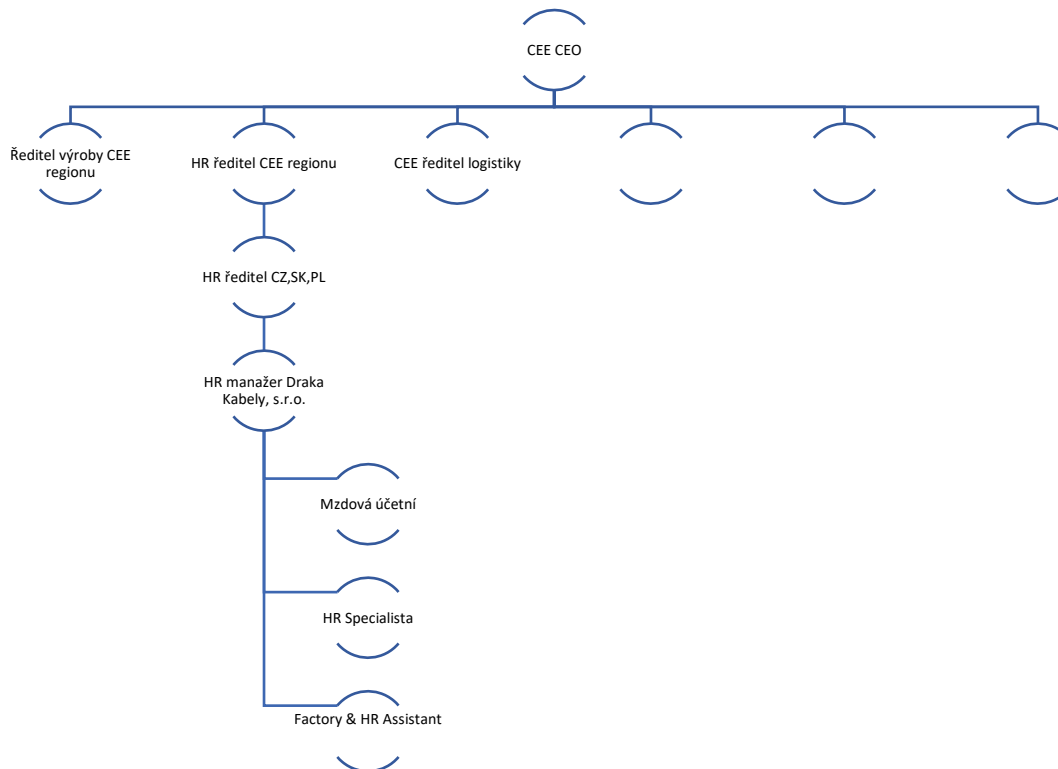 CEE CEO
Ředitel výroby CEE
regionu
HR ředitel CEE regionu
CEE ředitel logistiky
HR ředitel CZ,SK,PL
HR manažer Draka
Kabely, s.r.o.
Mzdová účetní
HR Specialista
Factory & HR Assistant